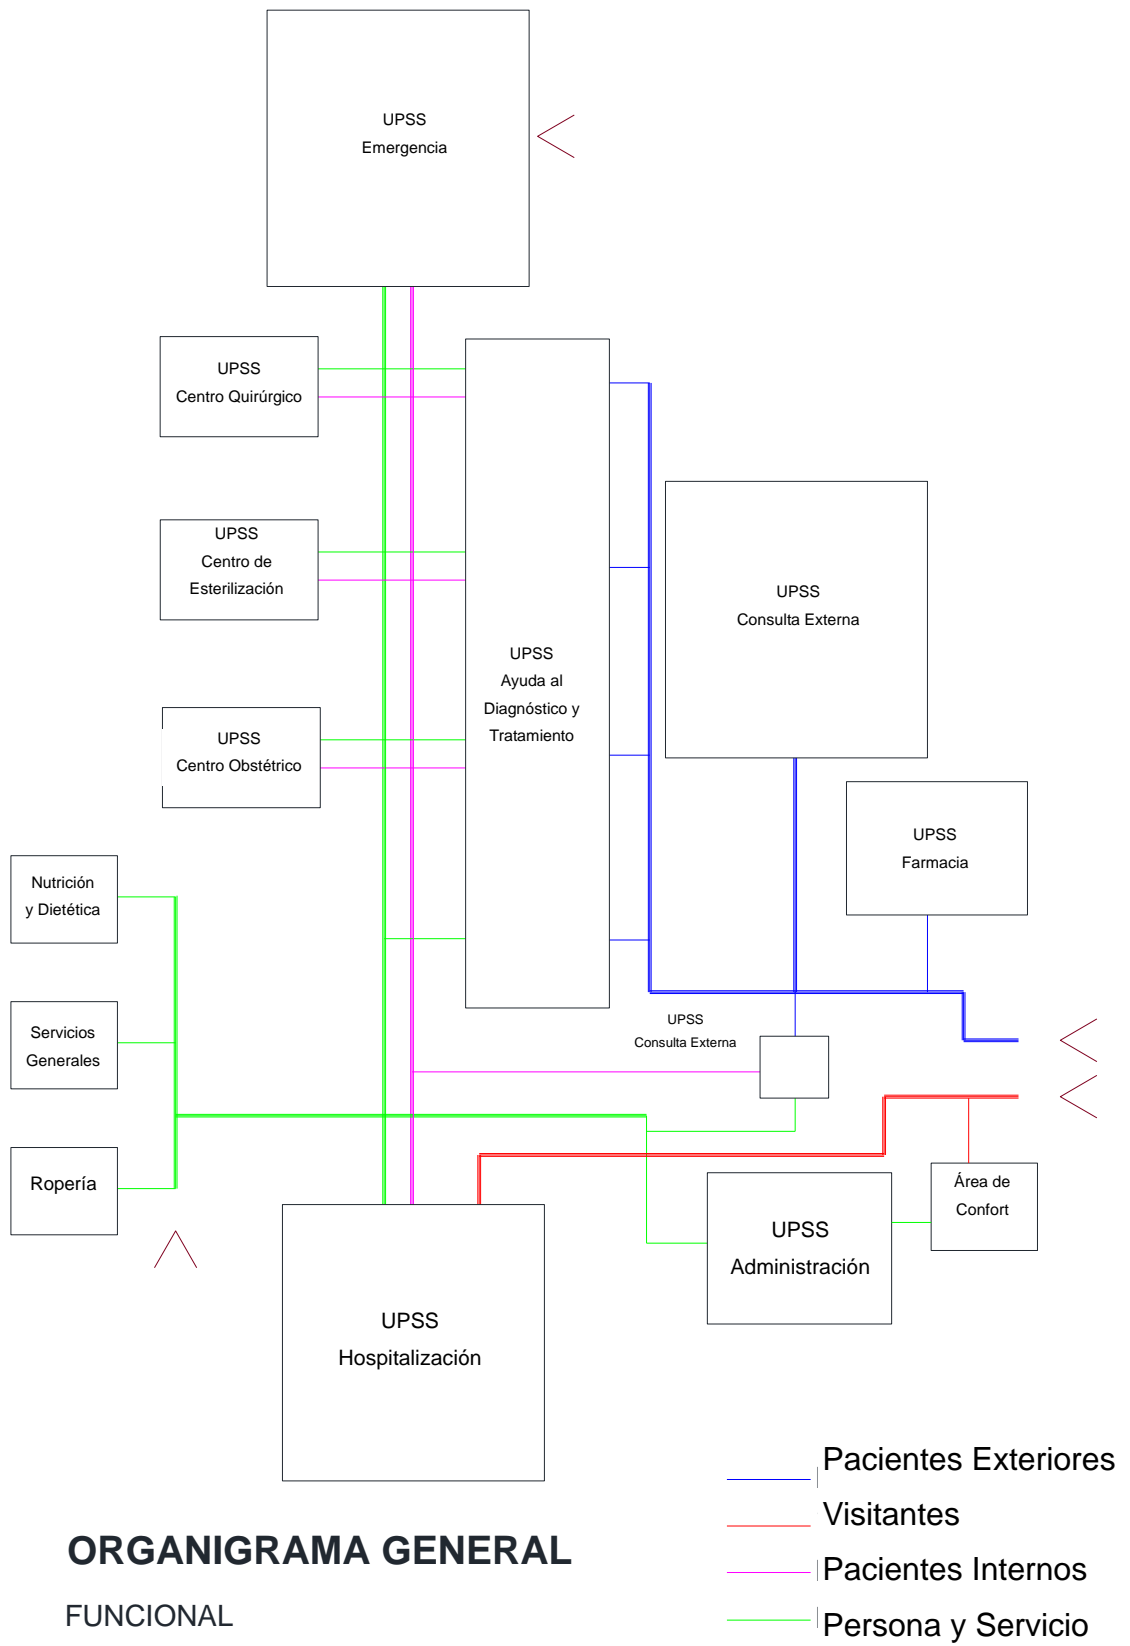 UPSS
Emergencia
UPSS
Centro Quirúrgico
UPSS
Centro de
Esterilización
UPSS
Consulta Externa
UPSS
Ayuda al
Diagnóstico y
Tratamiento
UPSS
Centro Obstétrico
UPSS
Farmacia
Nutrición
y Dietética
Servicios
Generales
UPSS
Consulta Externa
Ropería
Área de
Confort
UPSS
Administración
UPSS
Hospitalización
Pacientes Exteriores
Visitantes
Pacientes Internos
Persona y Servicio
ORGANIGRAMA GENERAL
FUNCIONAL